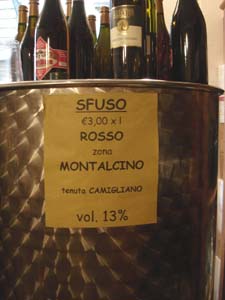 SFUSO
€3,00 x l
ROSSO
zona
MONTALCINO
tenuta CAMIGLIANO
vol. 13%